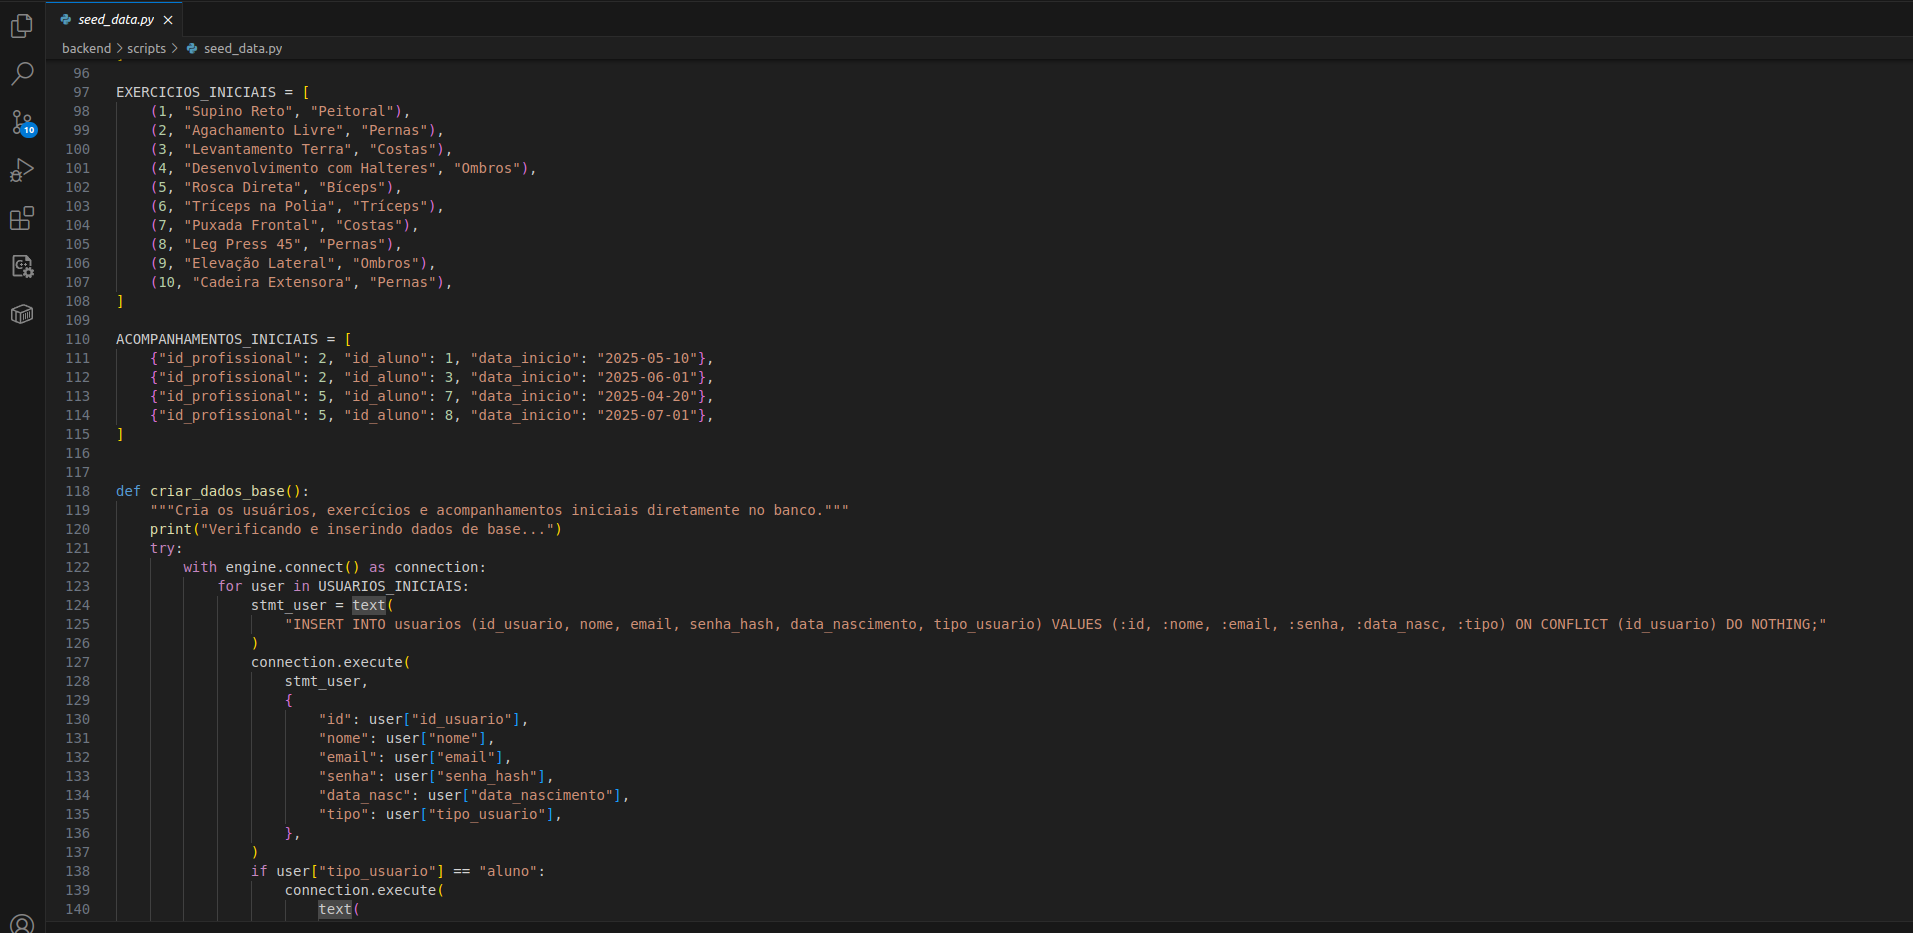 seed_data.py
backend > scripts > seed_data.py
96
97 EXERCICIOS_INICIAIS = [
98 (1, "Supino Reto", "Peitoral"),
99 (2, "Agachamento Livre", "Pernas"),
100 (3, "Levantamento Terra", "Costas"),
101 (4, "Desenvolvimento com Halteres", "Ombros"),
102 (5, "Rosca Direta", "Bíceps"),
103 (6, "Tríceps na Polia", "Tríceps"),
104 (7, "Puxada Frontal", "Costas"),
105 (8, "Leg Press 45", "Pernas"),
106 (9, "Elevação Lateral", "Ombros"),
107 (10, "Cadeira Extensora", "Pernas"),
108 ]
109
110 ACOMPANHAMENTOS_INICIAIS = [
111 {"id_profissional": 2, "id_aluno": 1, "data_inicio": "2025-05-10"},
112 {"id_profissional": 2, "id_aluno": 3, "data_inicio": "2025-06-01"},
113 {"id_profissional": 5, "id_aluno": 7, "data_inicio": "2025-04-20"},
114 {"id_profissional": 5, "id_aluno": 8, "data_inicio": "2025-07-01"},
115 ]
116
117
118 def criar_dados_base():
119 """Cria os usuários, exercícios e acompanhamentos iniciais diretamente no banco."""
120 print("Verificando e inserindo dados de base...")
121 try:
122 with engine.connect() as connection:
123 for user in USUARIOS_INICIAIS:
124 stmt_user = text(
125 "INSERT INTO usuarios (id_usuario, nome, email, senha_hash, data_nascimento, tipo_usuario) VALUES (:id, :nome, :email, :senha, :data_nasc, :tipo) ON CONFLICT (id_usuario) DO NOTHING;"
126 )
127 connection.execute(
128 stmt_user,
129 {
130 "id": user["id_usuario"],
131 "nome": user["nome"],
132 "email": user["email"],
133 "senha": user["senha_hash"],
134 "data_nasc": user["data_nascimento"],
135 "tipo": user["tipo_usuario"],
136 },
137 )
138 if user["tipo_usuario"] == "aluno":
139 connection.execute(
140 text(
10